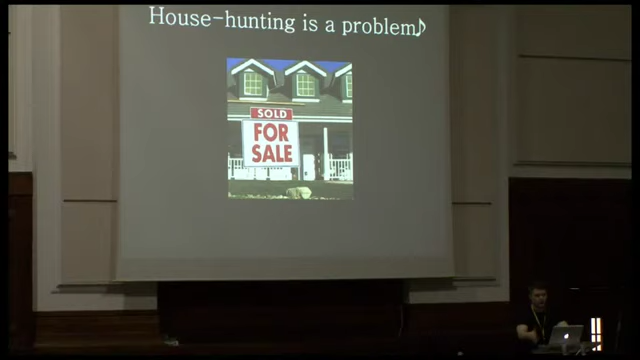 House-hunting is a problem♪
SOLD
FOR
SALE